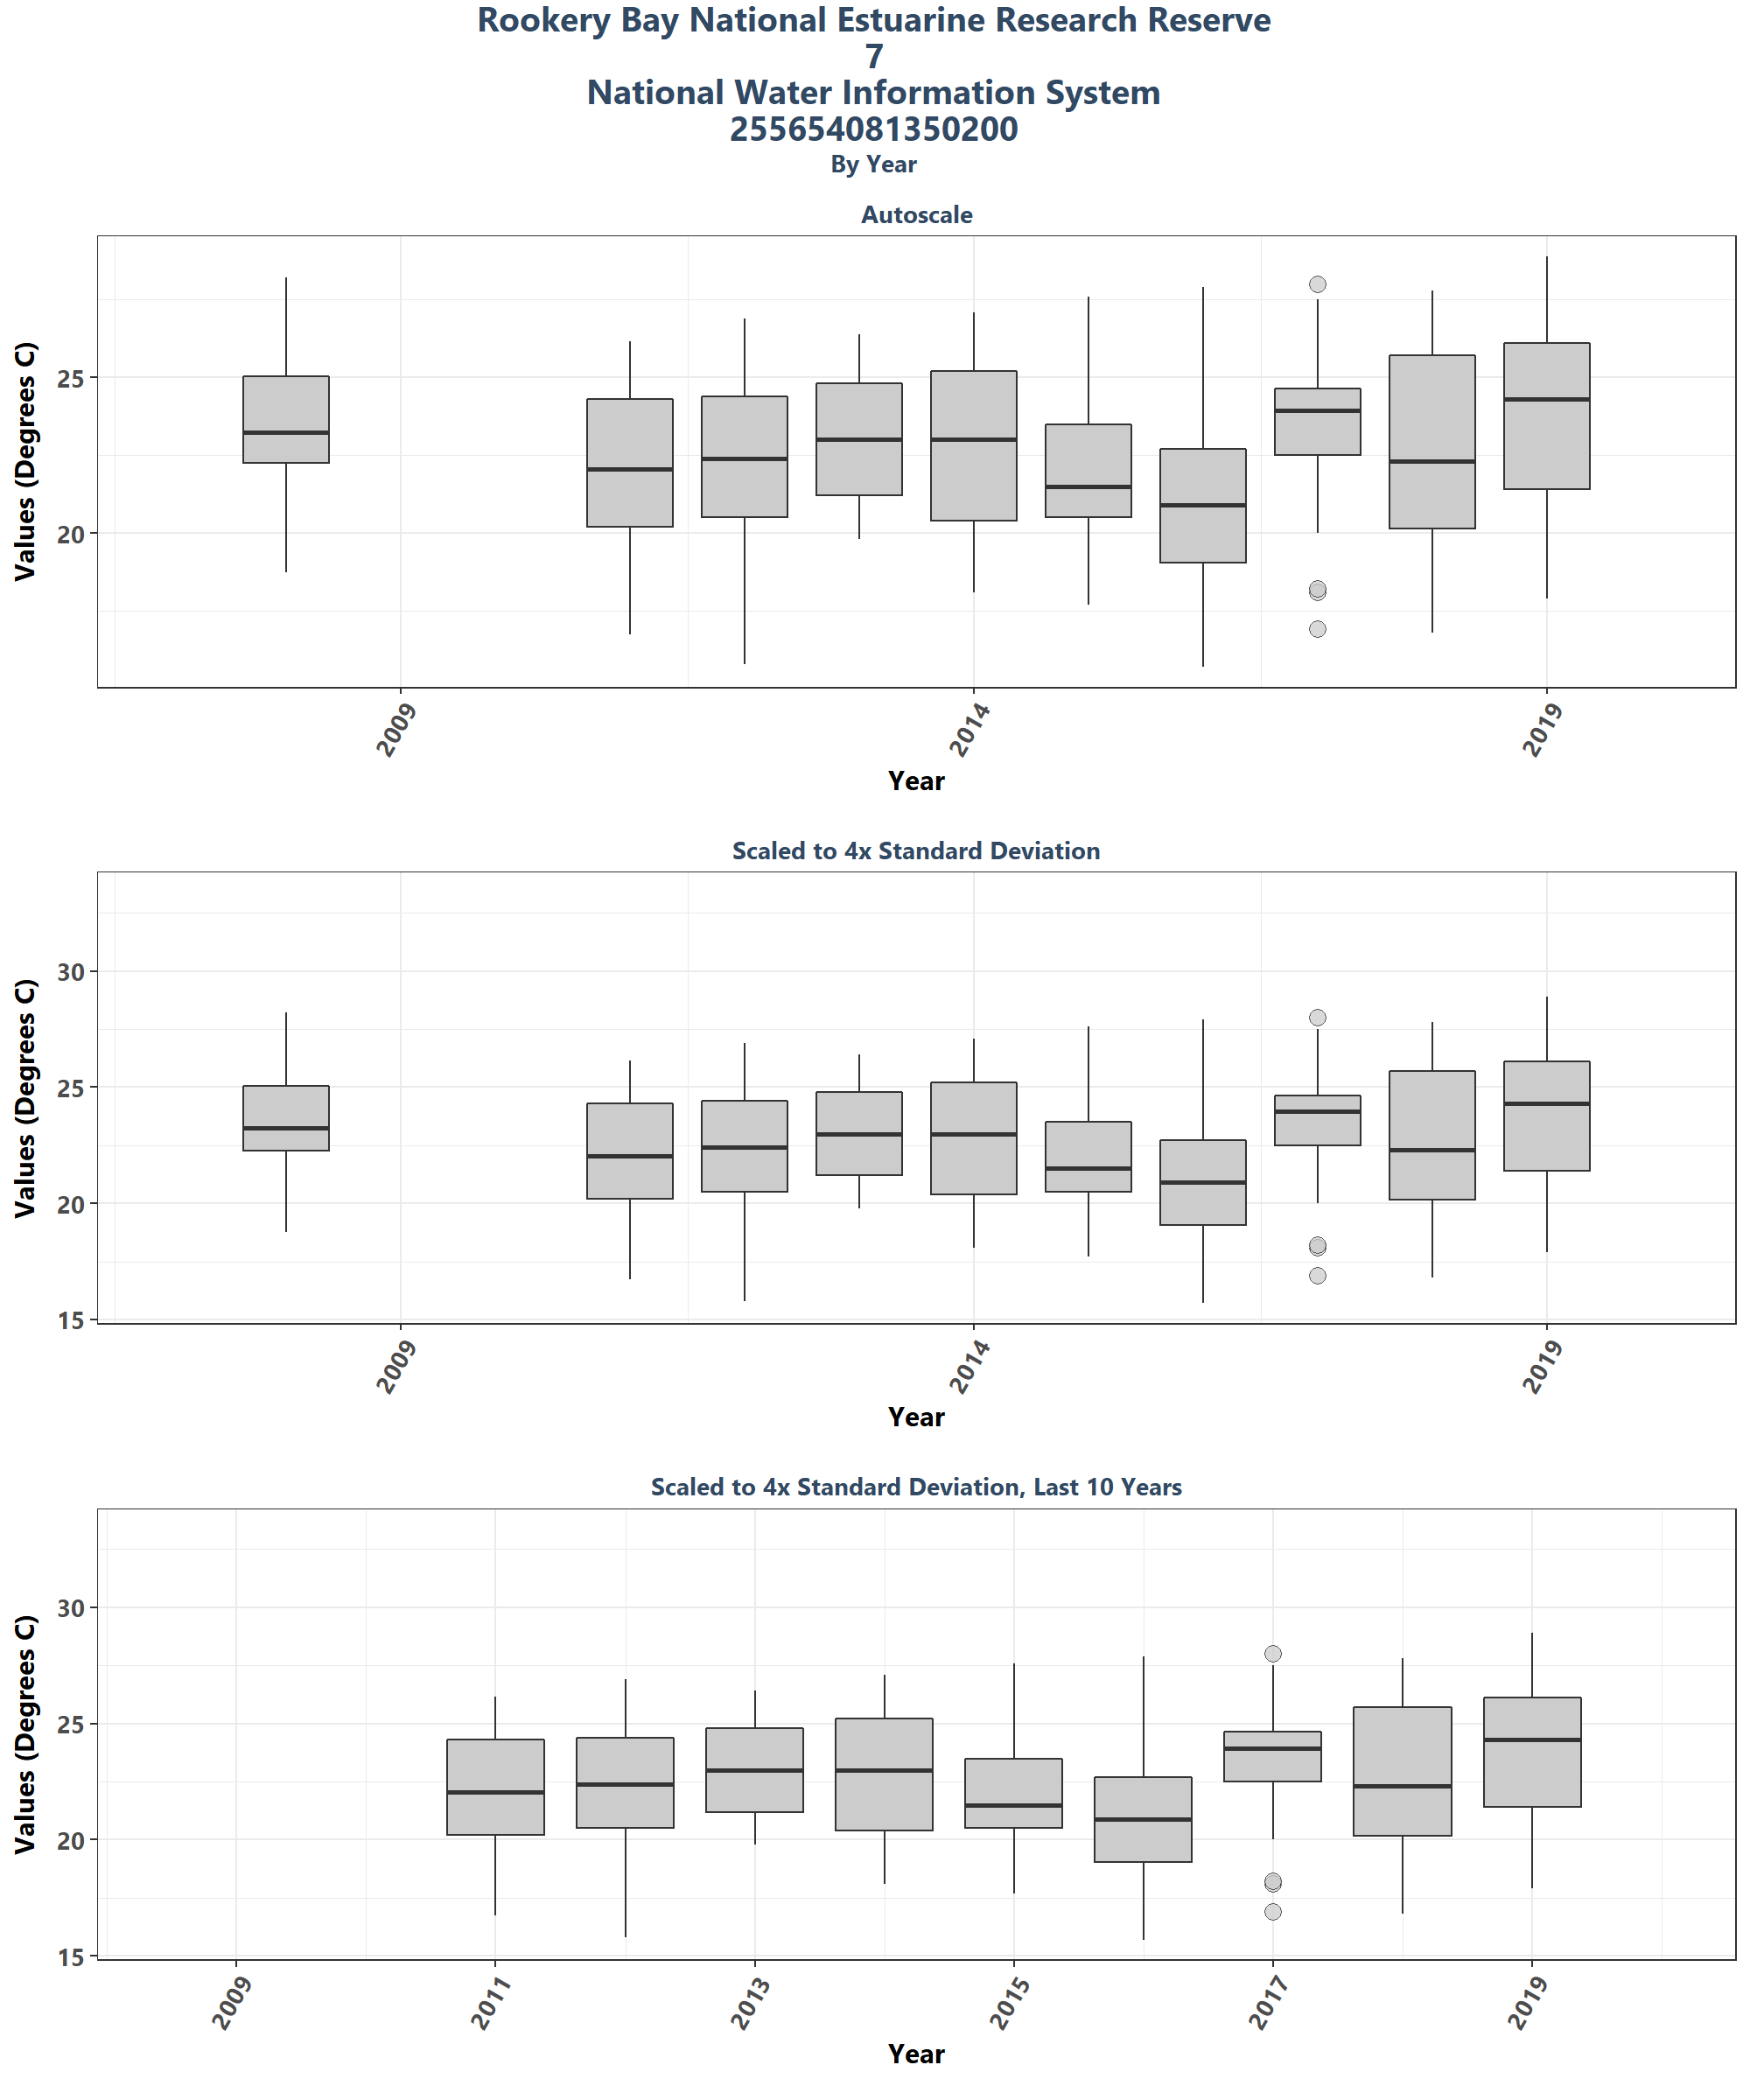 Rookery Bay National Estuarine Research Reserve
7
National Water Information System
255654081350200
By Year
Autoscale
Values (Degrees C)
25
20
2009
2014
2019
Year
Scaled to 4x Standard Deviation
Values (Degrees C)
30
25
20
15
2009
2014
2019
Year
Scaled to 4x Standard Deviation, Last 10 Years
Values (Degrees C)
30
25
20
15
2009
2011
2013
2015
2017
2019
Year